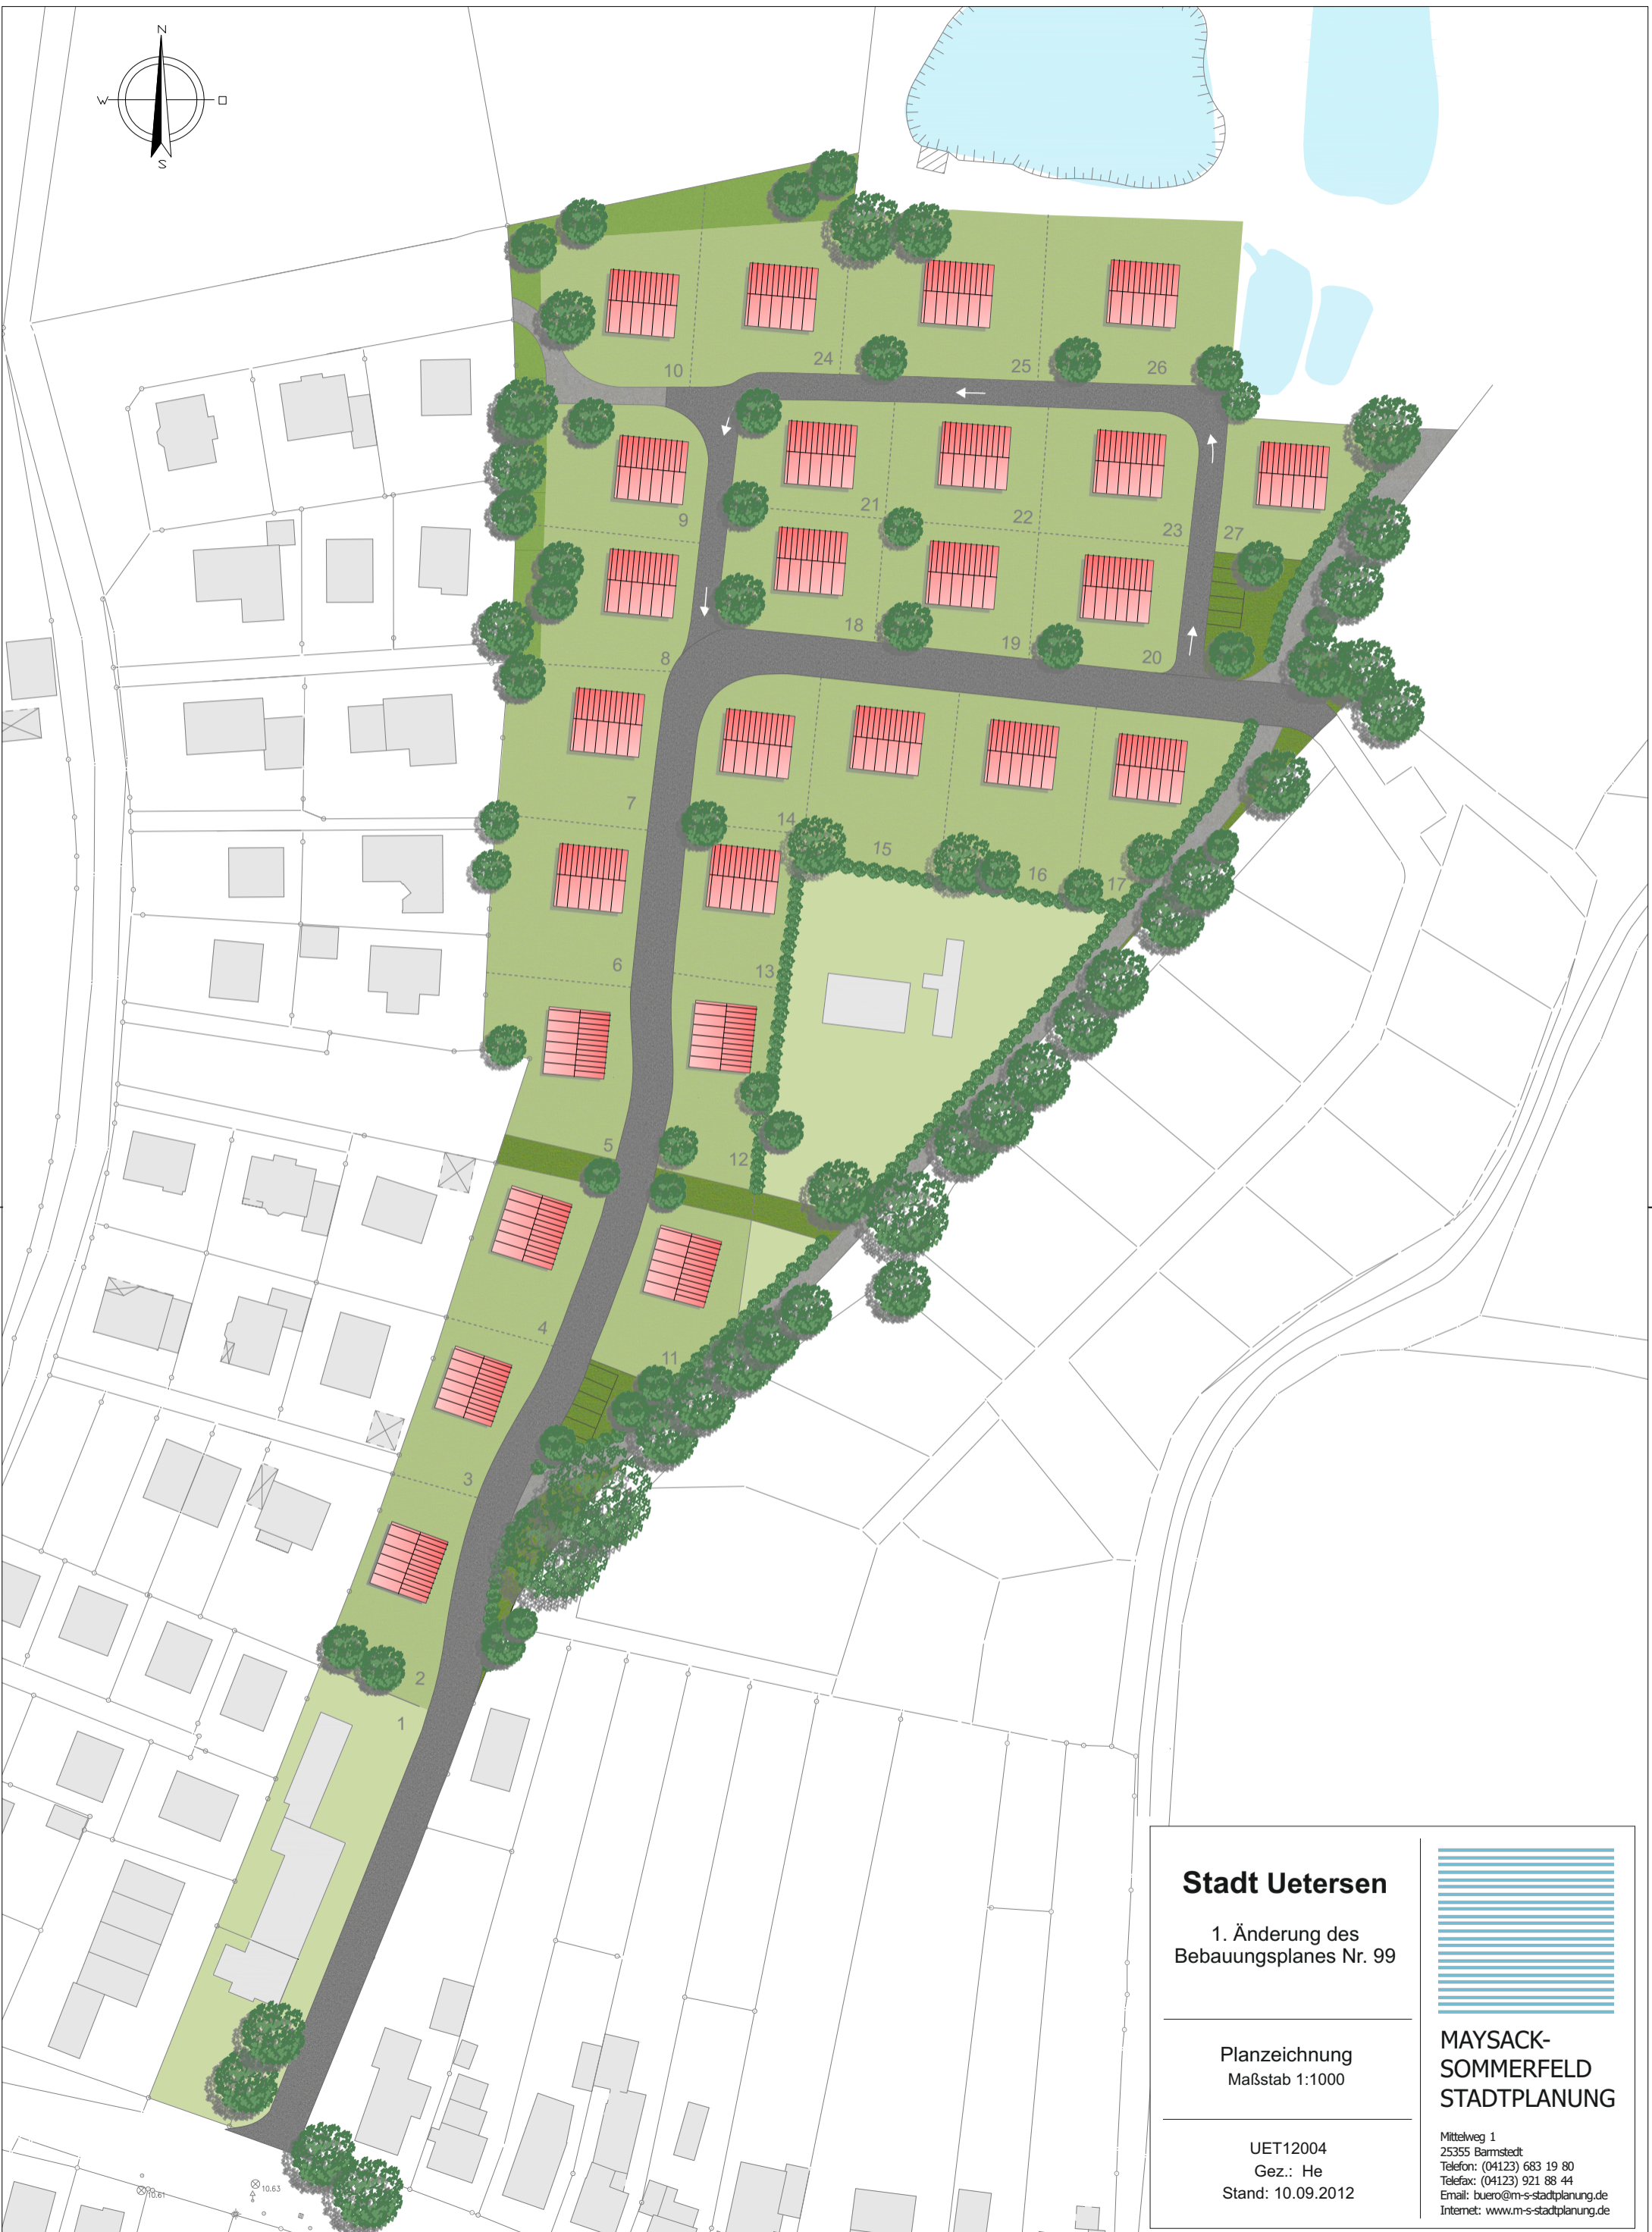 N
W
O
S
10
24
25
26
9
21
22
23
27
8
18
19
20
7
14
15
16
17
6
13
5
12
4
11
3
2
1
10.61
10.63
Stadt Uetersen
1. Änderung des
Bebauungsplanes Nr. 99
Planzeichnung
Maßstab 1:1000
UET12004
Gez.: He
Stand: 10.09.2012
MAYSACK-
SOMMERFELD
STADTPLANUNG
Mittelweg 1
25355 Barmstedt
Telefon: (04123) 683 19 80
Telefax: (04123) 921 88 44
Email: buero@m-s-stadtplanung.de
Internet: www.m-s-stadtplanung.de